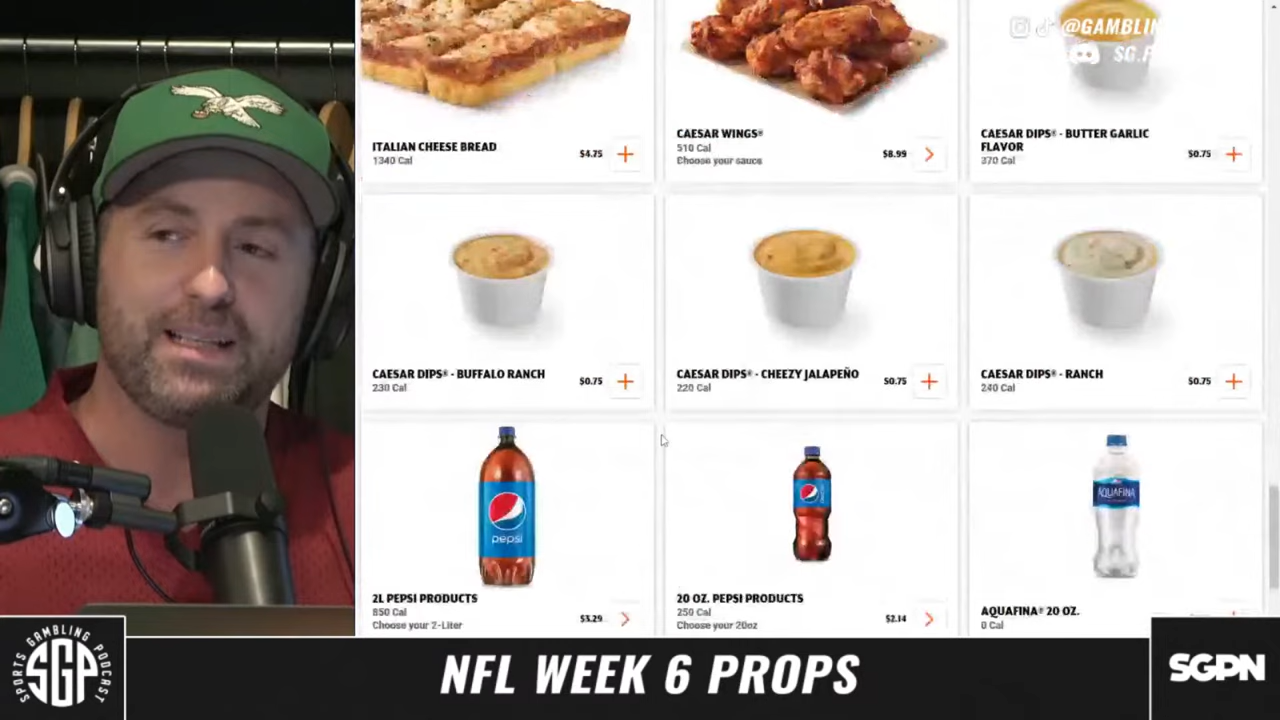 @GAMBLIN
SG.P
ITALIAN CHEESE BREAD
1340 Cal
$4.75
CAESAR WINGS®
510 Cal
Choose your sauce
$8.99
CAESAR DIPS® - BUTTER GARLIC
FLAVOR
370 Cal
$0.75
CAESAR DIPS® - BUFFALO RANCH
230 Cal
$0.75
CAESAR DIPS® - CHEEZY JALAPEÑO
220 Cal
$0.75
CAESAR DIPS® - RANCH
240 Cal
$0.75
pepsi
pepsi
AQUAFINA
2L PEPSI PRODUCTS
850 Cal
Choose your 2-Liter
$3.29
20 OZ. PEPSI PRODUCTS
250 Cal
Choose your 20oz
$2.14
AQUAFINA® 20 OZ.
0 Cal
SPORTS GAMBLING PODCAST
SGP
NFL WEEK 6 PROPS
SGPN